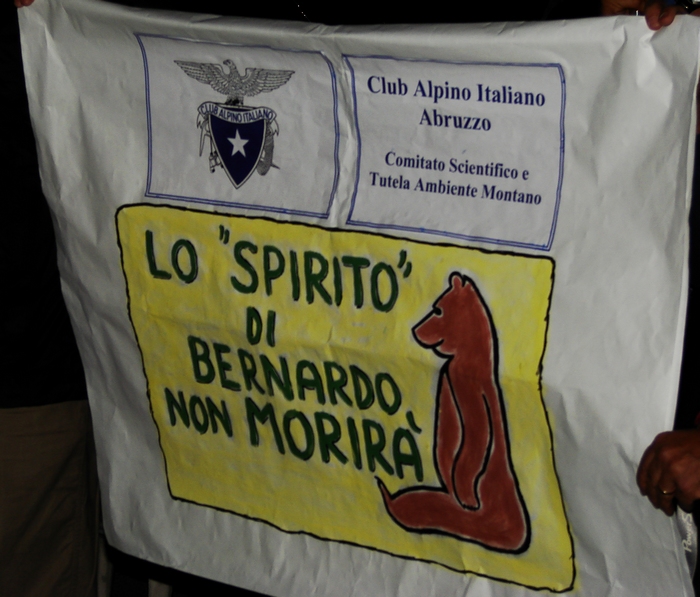 CLUB ALPINO ITALIANO
Club Alpino Italiano
Abruzzo
Comitato Scientifico e
Tutela Ambiente Montano
LO "SPIRITO"
DI
BERNARDO
NON MORIRÀ